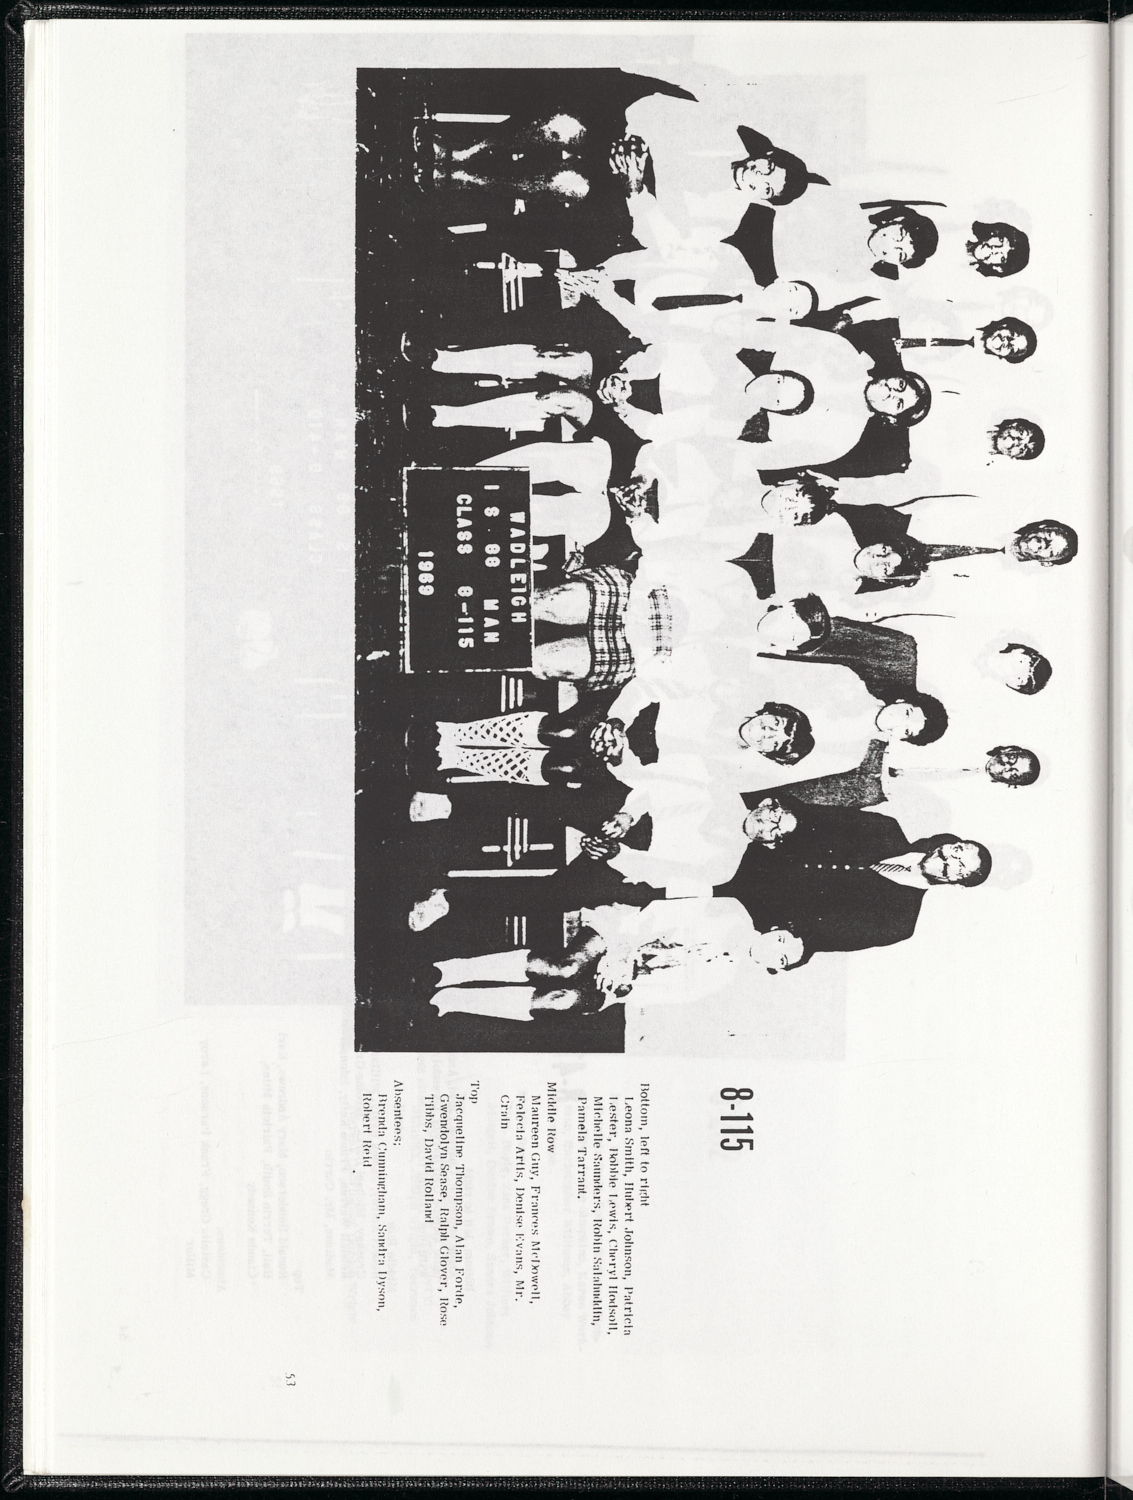 WADLEIGH
I S 88 MAN
CLASS 8-115
1969
8-115
Bottom, left to right
Leona Smith, Hubert Johnson, Patricia
Lester, Bobbie Lewis, Cheryl Hodsoll,
Michelle Saunders, Robin Salahuddin,
Pamela Tarrant.
Middle Row
Maureen Guy, Frances McDowell,
Felecia Artis, Denise Evans, Mr.
Crain
Top
Jacqueline Thompson, Alan Forde,
Gwendolyn Sease, Ralph Glover, Rose
Tibbs, David Rolland
Absentees;
Brenda Cunningham, Sandra Dyson,
Robert Reid
53